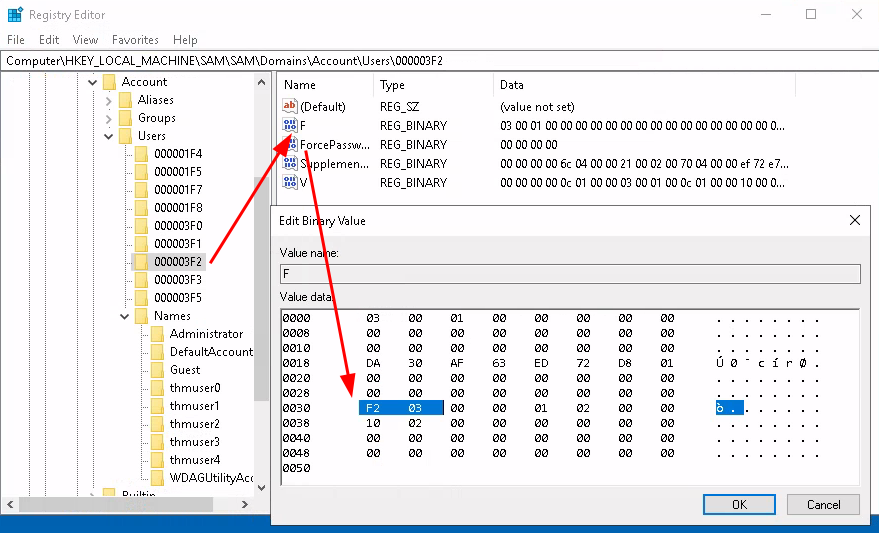 Registry Editor
File Edit View Favorites Help
Computer\HKEY_LOCAL_MACHINE\SAM\SAM\Domains\Account\Users\000003F2
Account
Aliases
Groups
Users
000001F4
000001F5
000001F7
000001F8
000003F0
000003F1
000003F2
000003F3
000003F5
Names
Administrator
DefaultAccount
Guest
thmuser0
thmuser1
thmuser2
thmuser3
thmuser4
WDAGUtilityAcc
Builtin
Name Type Data
(Default) REG_SZ (value not set)
F REG_BINARY 03 00 01 00 00 00 00 00 00 00 00 00 00 00 00 00 0...
ForcePassw... REG_BINARY 00 00 00 00
Supplemen... REG_BINARY 00 00 00 00 6c 04 00 00 21 00 02 00 70 04 00 00 ef 72 e7...
V REG_BINARY 00 00 00 00 0c 01 00 00 03 00 01 00 0c 01 00 00 10 00 0...
Edit Binary Value
Value name:
F
Value data:
0000 03 00 01 00 00 00 00 00 . . . . . . . .
0008 00 00 00 00 00 00 00 00 . . . . . . . .
0010 00 00 00 00 00 00 00 00 . . . . . . . .
0018 DA 30 AF 63 ED 72 D8 01 Ú 0 ¯ c í r Ø .
0020 00 00 00 00 00 00 00 00 . . . . . . . .
0028 00 00 00 00 00 00 00 00 . . . . . . . .
0030 F2 03 00 00 01 02 00 00 ò . . . . . . .
0038 10 02 00 00 00 00 00 00 . . . . . . . .
0040 00 00 00 00 00 00 00 00 . . . . . . . .
0048 00 00 00 00 00 00 00 00 . . . . . . . .
0050
OK Cancel